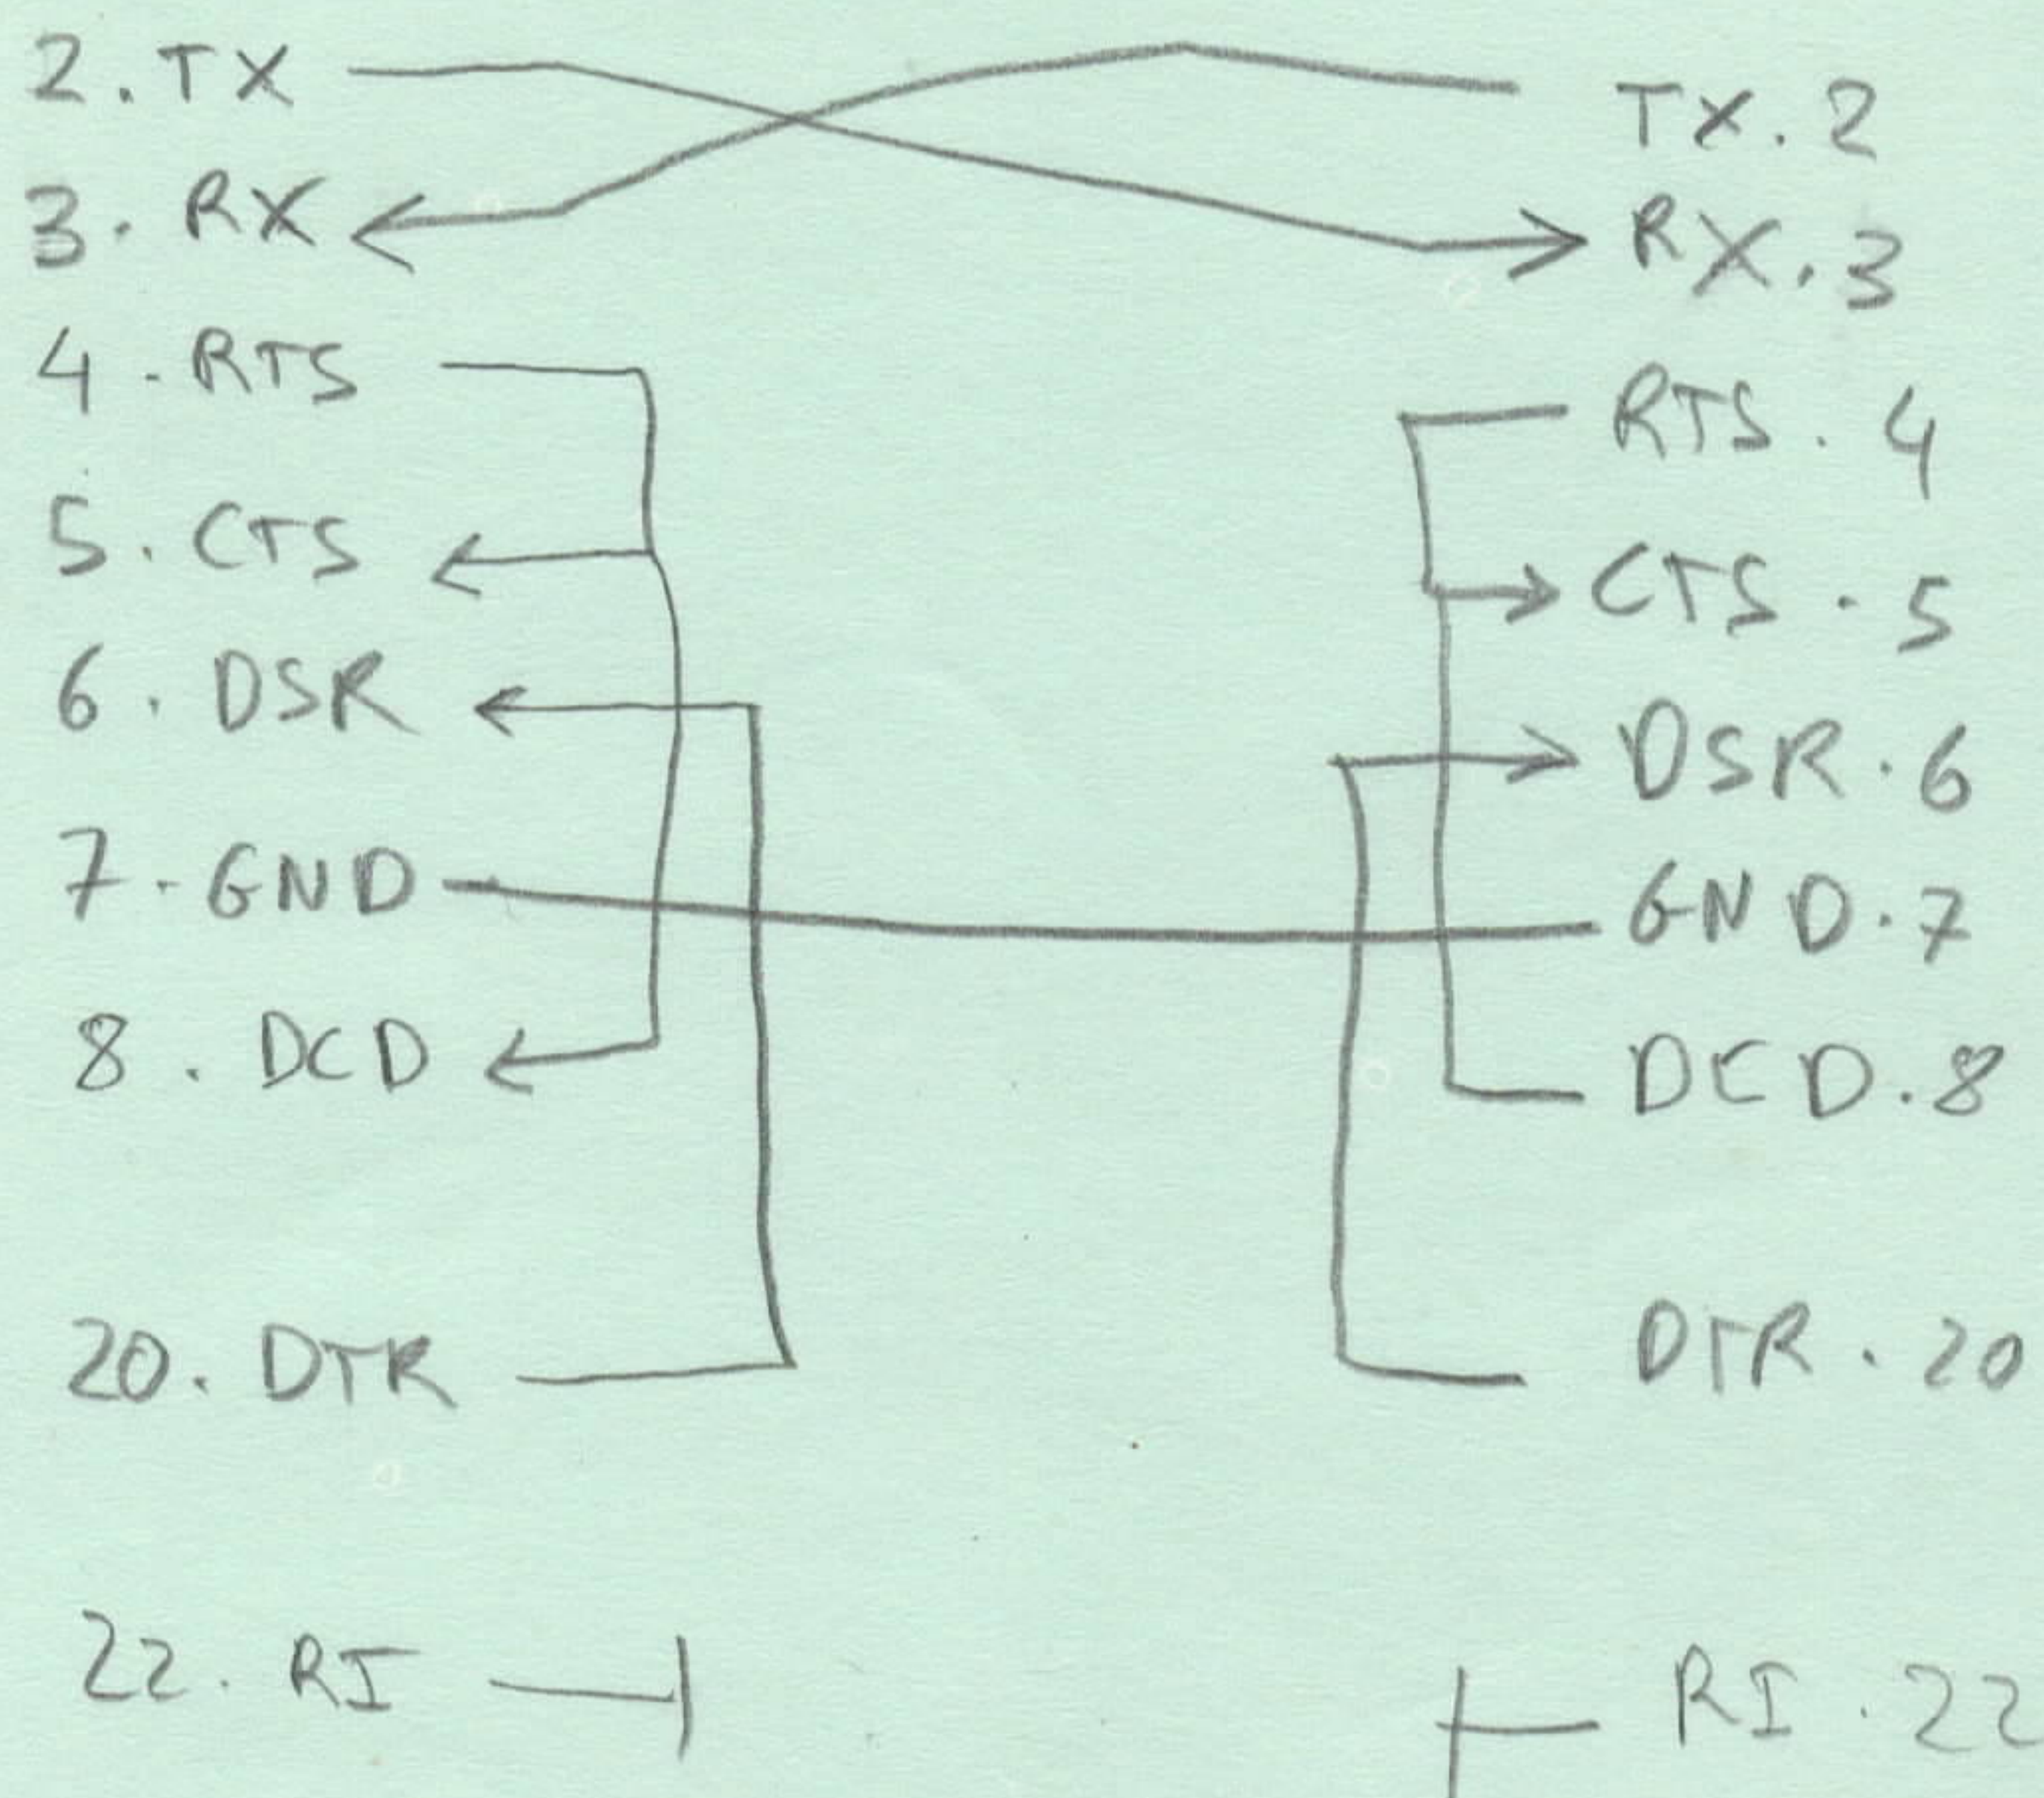 2. TX TX. 2
3. RX RX. 3
4. RTS RTS. 4
5. CTS CTS. 5
6. DSR DSR. 6
7. GND GND. 7
8. DCD DCD. 8
20. DTR DTR. 20
22. RI RI. 22